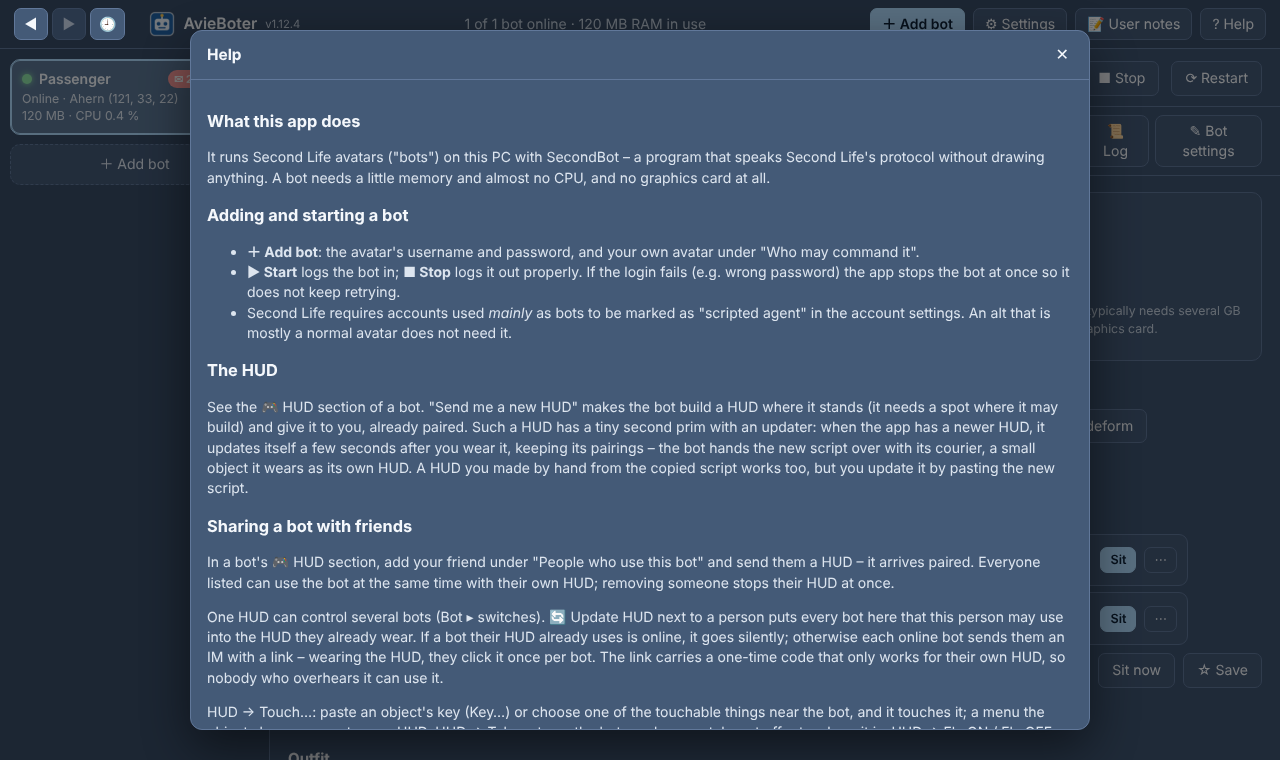 AvieBoter v1.12.4
1 of 1 bot online · 120 MB RAM in use
+ Add bot
⚙ Settings
📝 User notes
? Help
Passenger
Online · Ahern (121, 33, 22)
120 MB · CPU 0.4 %
+ Add bot
■ Stop
⟳ Restart
📜 Log
✎ Bot settings
Help
✕
What this app does
It runs Second Life avatars ("bots") on this PC with SecondBot – a program that speaks Second Life's protocol without drawing
anything. A bot needs a little memory and almost no CPU, and no graphics card at all.
Adding and starting a bot
• + Add bot: the avatar's username and password, and your own avatar under "Who may command it".
• ▶ Start logs the bot in; ■ Stop logs it out properly. If the login fails (e.g. wrong password) the app stops the bot at once so it
does not keep retrying.
• Second Life requires accounts used mainly as bots to be marked as "scripted agent" in the account settings. An alt that is
mostly a normal avatar does not need it.
The HUD
See the 🎮 HUD section of a bot. "Send me a new HUD" makes the bot build a HUD where it stands (it needs a spot where it may
build) and give it to you, already paired. Such a HUD has a tiny second prim with an updater: when the app has a newer HUD, it
updates itself a few seconds after you wear it, keeping its pairings – the bot hands the new script over with its courier, a small
object it wears as its own HUD. A HUD you made by hand from the copied script works too, but you update it by pasting the new
script.
Sharing a bot with friends
In a bot's 🎮 HUD section, add your friend under "People who use this bot" and send them a HUD – it arrives paired. Everyone
listed can use the bot at the same time with their own HUD; removing someone stops their HUD at once.
One HUD can control several bots (Bot ▸ switches). 🔄 Update HUD next to a person puts every bot here that this person may use
into the HUD they already wear. If a bot their HUD already uses is online, it goes silently; otherwise each online bot sends them an
IM with a link – wearing the HUD, they click it once per bot. The link carries a one-time code that only works for their own HUD, so
nobody who overhears it can use it.
HUD → Touch…: paste an object's key (Key…) or choose one of the touchable things near the bot, and it touches it; a menu the
ypically needs several GB
aphics card.
deform
Sit
···
Sit
···
Sit now
☆ Save
Outfit